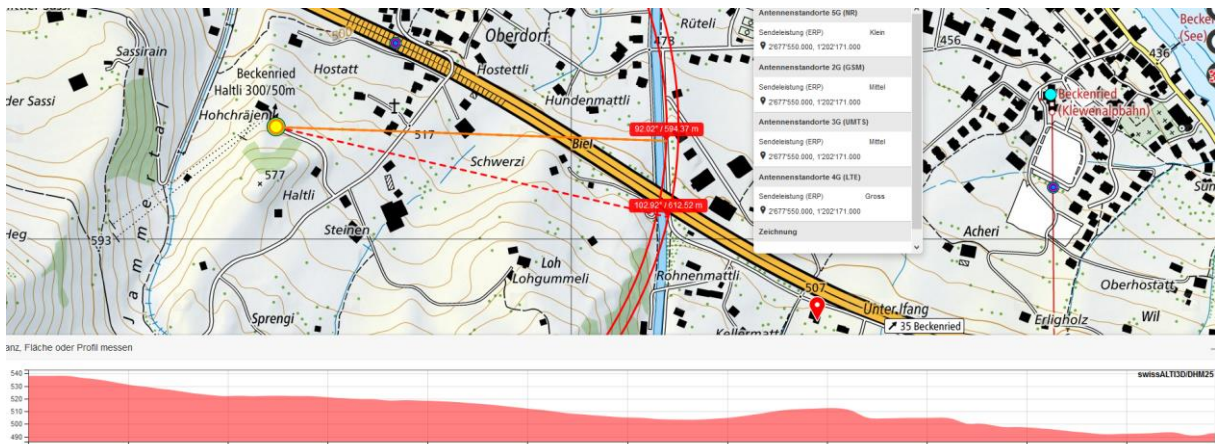 Sassirain
der Sassi
Beckenried
Haltli 300/50m
Hohchräjen
Hostatt
Oberdorf
Hostettli
Rüteli
478
Hundenmattli
517
Biel
Schwerzi
577
Haltli
Steinen
593
Jammertal
Loh
Lohgummeli
Sprengi
Röhnenmattli
Kellermatt
507
Unter Ifang
35 Beckenried
92.02° / 594.37 m
102.92° / 612.52 m
Antennenstandorte 5G (NR)
Sendeleistung (ERP) Klein
2'677'550.000, 1'202'171.000
Antennenstandorte 2G (GSM)
Sendeleistung (ERP) Mittel
2'677'550.000, 1'202'171.000
Antennenstandorte 3G (UMTS)
Sendeleistung (ERP) Mittel
2'677'550.000, 1'202'171.000
Antennenstandorte 4G (LTE)
Sendeleistung (ERP) Gross
2'677'550.000, 1'202'171.000
Zeichnung
456
436
(See)
Beckenried
(Klewenalpbahn)
Acheri
Oberhostatt
Erligholz
Wil
anz, Fläche oder Profil messen
swissALTI3D/DHM25
540
530
520
510
500
490